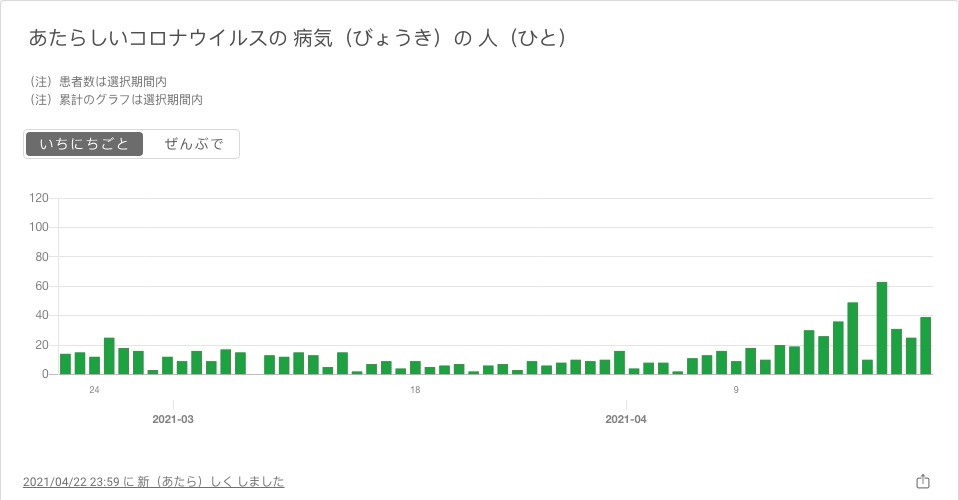 あたらしいコロナウイルスの 病気（びょうき）の 人（ひと）
（注）患者数は選択期間内
（注）累計のグラフは選択期間内
いちにちごと ぜんぶで
120
100
80
60
40
20
0
24 18 9
2021-03 2021-04
2021/04/22 23:59 に 新（あたら）しく しました